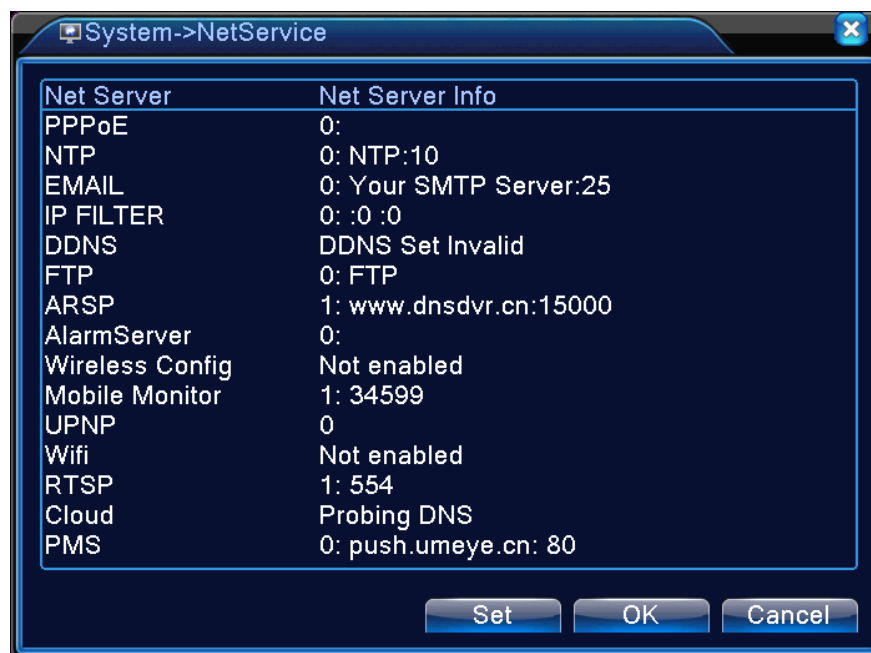 System->NetService
Net Server Net Server Info
PPPoE 0:
NTP 0: NTP:10
EMAIL 0: Your SMTP Server:25
IP FILTER 0: :0 :0
DDNS DDNS Set Invalid
FTP 0: FTP
ARSP 1: www.dnsdvr.cn:15000
AlarmServer 0:
Wireless Config Not enabled
Mobile Monitor 1: 34599
UPNP 0
Wifi Not enabled
RTSP 1: 554
Cloud Probing DNS
PMS 0: push.umeye.cn: 80
Set OK Cancel